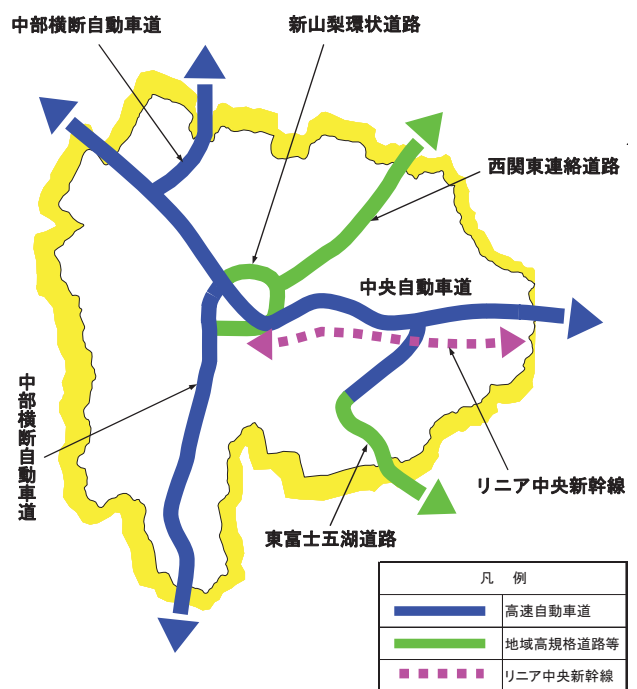 中部横断自動車道
新山梨環状道路
西関東連絡道路
中央自動車道
中部横断自動車道
リニア中央新幹線
東富士五湖道路
凡 例
高速自動車道
地域高規格道路等
リニア中央新幹線